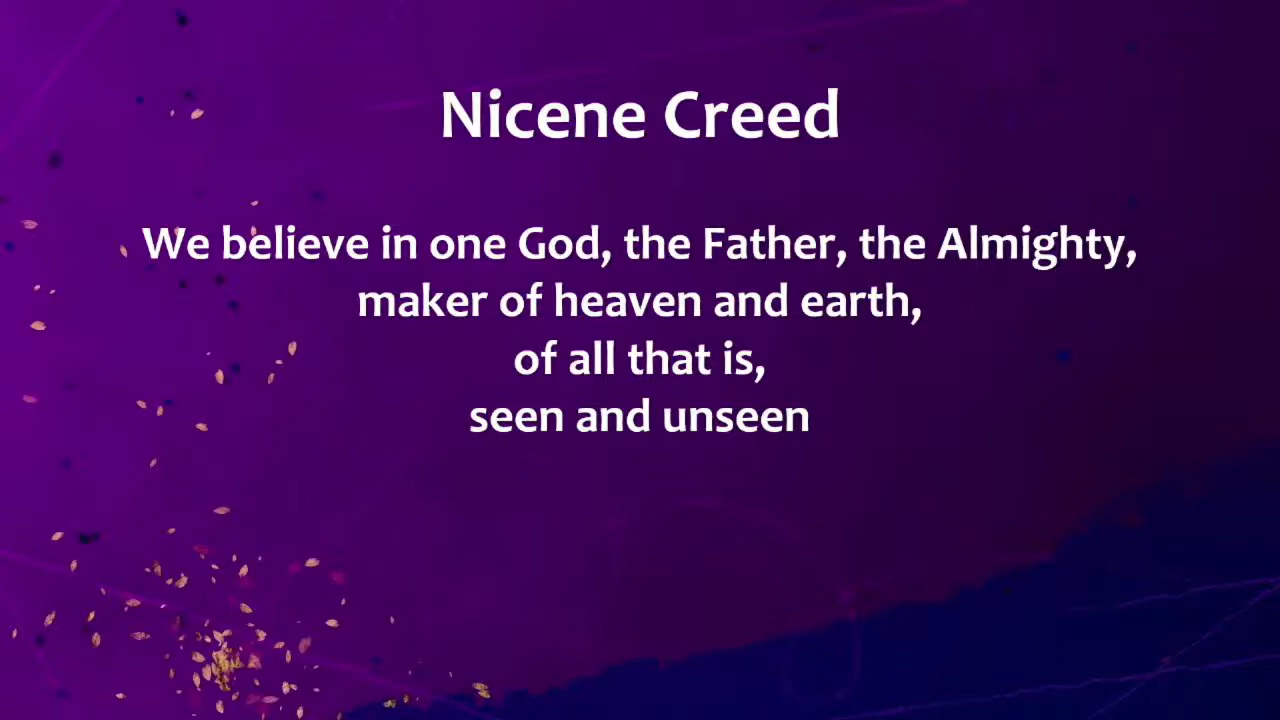 Nicene Creed
We believe in one God, the Father, the Almighty,
maker of heaven and earth,
of all that is,
seen and unseen